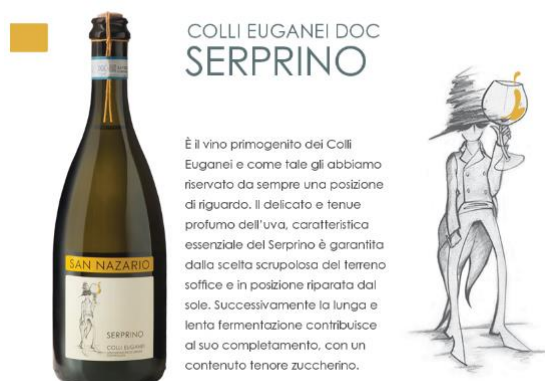 COLLI EUGANEI DOC
SERPRINO
È il vino primogenito dei Colli
Euganei e come tale gli abbiamo
riservato da sempre una posizione
di riguardo. Il delicato e tenue
profumo dell'uva, caratteristica
essenziale del Serprino è garantita
dalla scelta scrupolosa del terreno
soffice e in posizione riparata dal
sole. Successivamente la lunga e
lenta fermentazione contribuisce
al suo completamento, con un
contenuto tenore zuccherino.
SAN NAZARIO
SERPRINO
COLLI EUGANEI